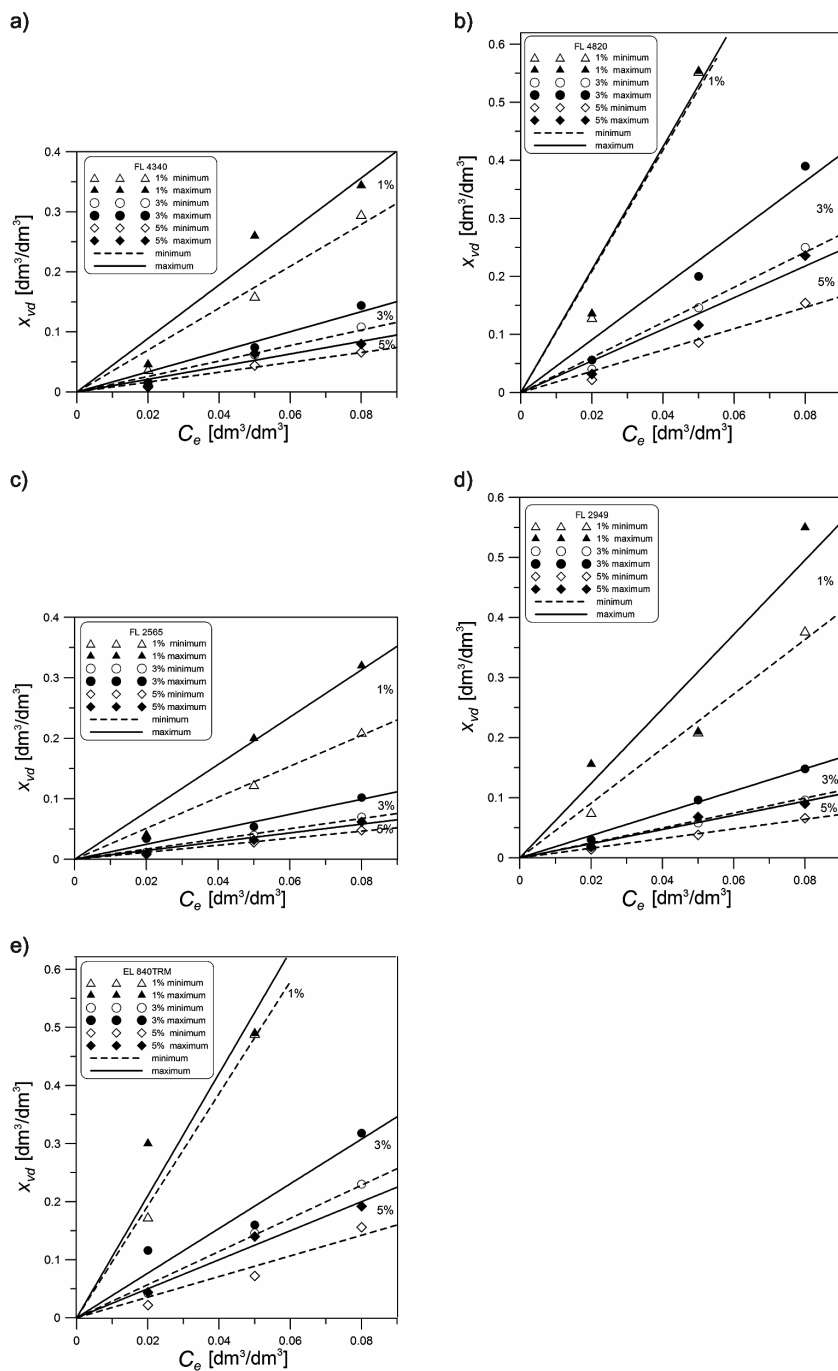 a)
FL 4340
1% minimum
1% maximum
3% minimum
3% maximum
5% minimum
5% maximum
minimum
maximum
0.4
0.3
0.2
0.1
0
1%
3%
5%
0 0.02 0.04 0.06 0.08
x_vd [dm³/dm³]
C_e [dm³/dm³]
b)
FL 4820
1% minimum
1% maximum
3% minimum
3% maximum
5% minimum
5% maximum
minimum
maximum
0.6
0.5
0.4
0.3
0.2
0.1
0
1%
3%
5%
0 0.02 0.04 0.06 0.08
x_vd [dm³/dm³]
C_e [dm³/dm³]
c)
FL 2565
1% minimum
1% maximum
3% minimum
3% maximum
5% minimum
5% maximum
minimum
maximum
0.4
0.3
0.2
0.1
0
1%
3%
5%
0 0.02 0.04 0.06 0.08
x_vd [dm³/dm³]
C_e [dm³/dm³]
d)
FL 2949
1% minimum
1% maximum
3% minimum
3% maximum
5% minimum
5% maximum
minimum
maximum
0.6
0.5
0.4
0.3
0.2
0.1
0
1%
3%
5%
0 0.02 0.04 0.06 0.08
x_vd [dm³/dm³]
C_e [dm³/dm³]
e)
EL 840TRM
1% minimum
1% maximum
3% minimum
3% maximum
5% minimum
5% maximum
minimum
maximum
0.6
0.5
0.4
0.3
0.2
0.1
0
1%
3%
5%
0 0.02 0.04 0.06 0.08
x_vd [dm³/dm³]
C_e [dm³/dm³]